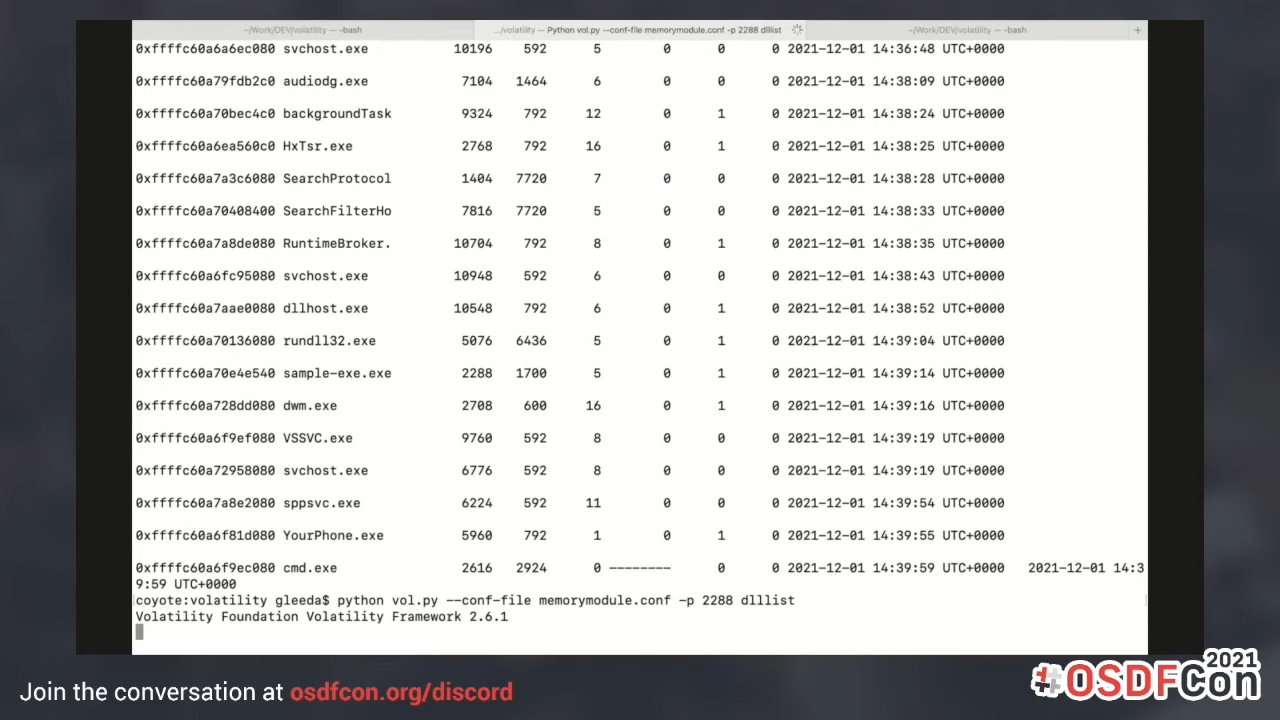 ~/Work/DEV/volatility — -bash
.../volatility — Python vol.py --conf-file memorymodule.conf -p 2288 dlllist
~/Work/DEV/volatility — -bash
+
0xffffc60a6a6ec080 svchost.exe 10196 592 5 0 0 0 2021-12-01 14:36:48 UTC+0000
0xffffc60a79fdb2c0 audiodg.exe 7104 1464 6 0 0 0 2021-12-01 14:38:09 UTC+0000
0xffffc60a70bec4c0 backgroundTask 9324 792 12 0 1 0 2021-12-01 14:38:24 UTC+0000
0xffffc60a6ea560c0 HxTsr.exe 2768 792 16 0 1 0 2021-12-01 14:38:25 UTC+0000
0xffffc60a7a3c6080 SearchProtocol 1404 7720 7 0 0 0 2021-12-01 14:38:28 UTC+0000
0xffffc60a70408400 SearchFilterHo 7816 7720 5 0 0 0 2021-12-01 14:38:33 UTC+0000
0xffffc60a7a8de080 RuntimeBroker. 10704 792 8 0 1 0 2021-12-01 14:38:35 UTC+0000
0xffffc60a6fc95080 svchost.exe 10948 592 6 0 0 0 2021-12-01 14:38:43 UTC+0000
0xffffc60a7aae0080 dllhost.exe 10548 792 6 0 1 0 2021-12-01 14:38:52 UTC+0000
0xffffc60a70136080 rundll32.exe 5076 6436 5 0 1 0 2021-12-01 14:39:04 UTC+0000
0xffffc60a70e4e540 sample-exe.exe 2288 1700 5 0 1 0 2021-12-01 14:39:14 UTC+0000
0xffffc60a728dd080 dwm.exe 2708 600 16 0 1 0 2021-12-01 14:39:16 UTC+0000
0xffffc60a6f9ef080 VSSVC.exe 9760 592 8 0 0 0 2021-12-01 14:39:19 UTC+0000
0xffffc60a72958080 svchost.exe 6776 592 8 0 0 0 2021-12-01 14:39:19 UTC+0000
0xffffc60a7a8e2080 sppsvc.exe 6224 592 11 0 0 0 2021-12-01 14:39:54 UTC+0000
0xffffc60a6f81d080 YourPhone.exe 5960 792 1 0 1 0 2021-12-01 14:39:55 UTC+0000
0xffffc60a6f9ec080 cmd.exe 2616 2924 0 -------- 0 0 2021-12-01 14:39:59 UTC+0000 2021-12-01 14:3
9:59 UTC+0000
coyote:volatility gleeda$ python vol.py --conf-file memorymodule.conf -p 2288 dlllist
Volatility Foundation Volatility Framework 2.6.1
Join the conversation at osdfcon.org/discord
2021
#OSDFCon